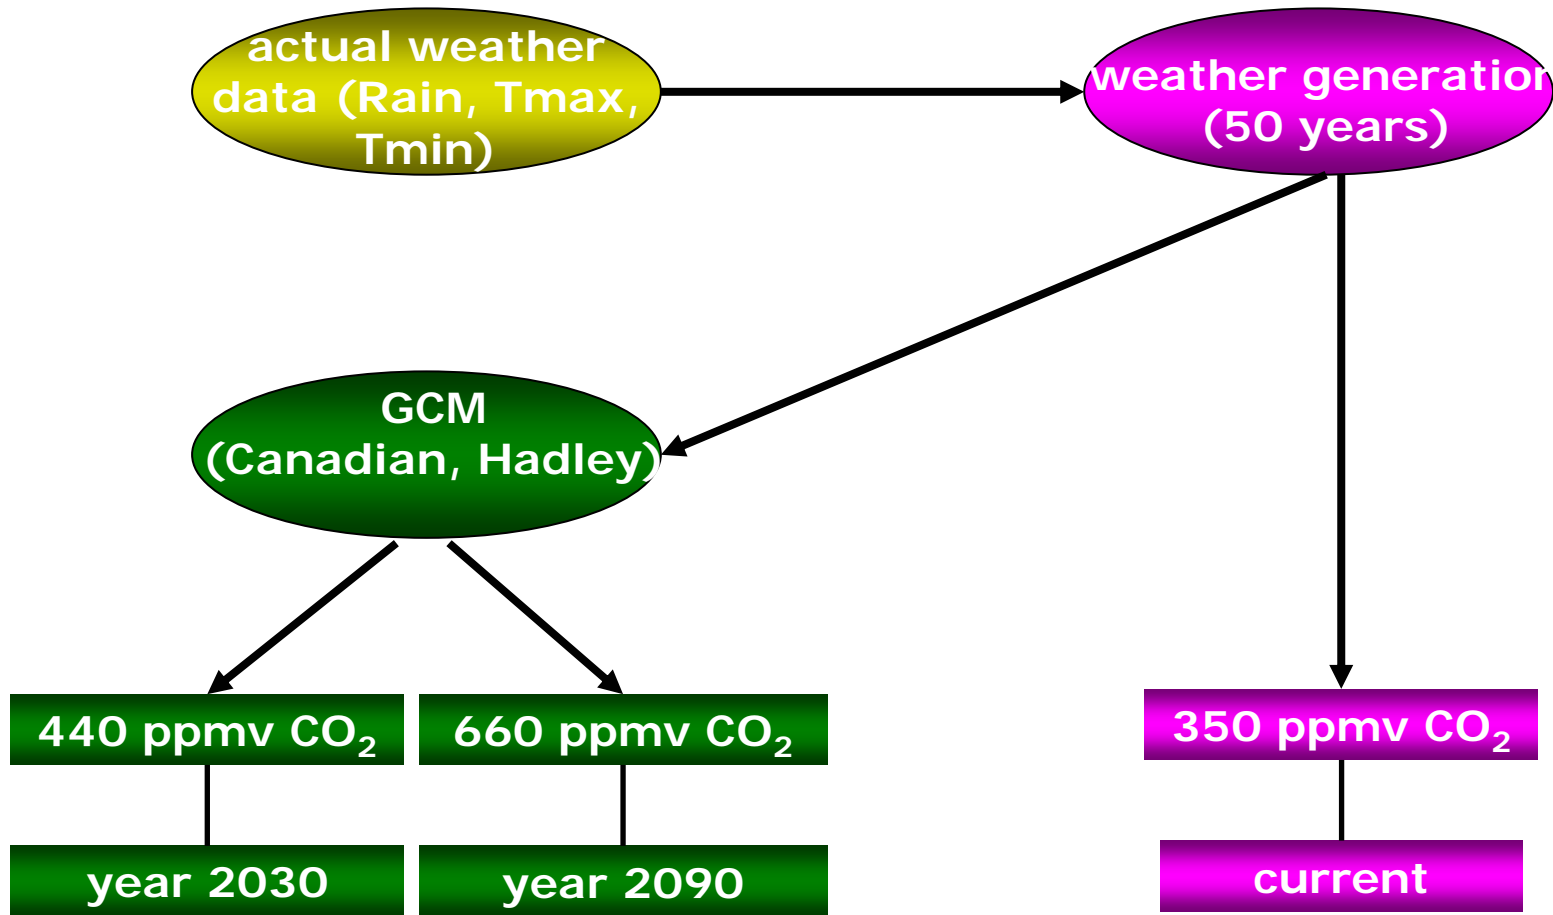 actual weather
data (Rain, Tmax,
Tmin)
weather generation
(50 years)
GCM
(Canadian, Hadley)
440 ppmv CO₂
660 ppmv CO₂
350 ppmv CO₂
year 2030
year 2090
current